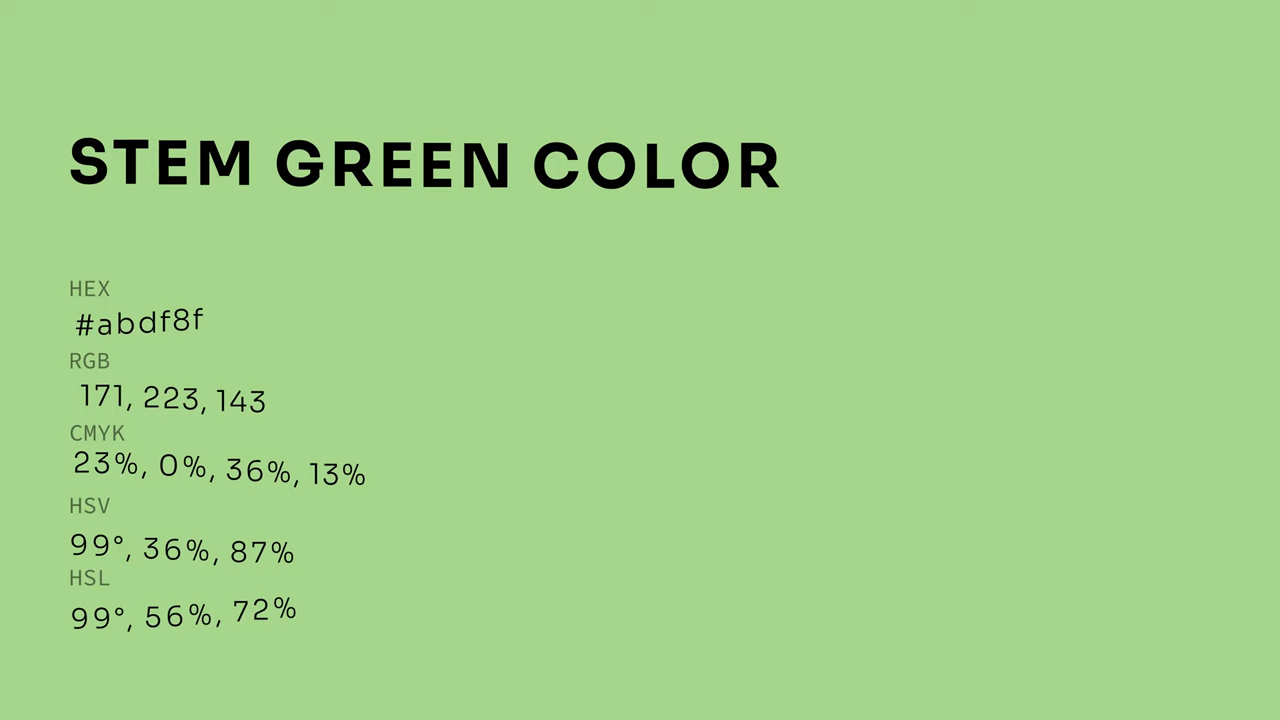 STEM GREEN COLOR
HEX
#abdf8f
RGB
171, 223, 143
CMYK
23%, 0%, 36%, 13%
HSV
99°, 36%, 87%
HSL
99°, 56%, 72%